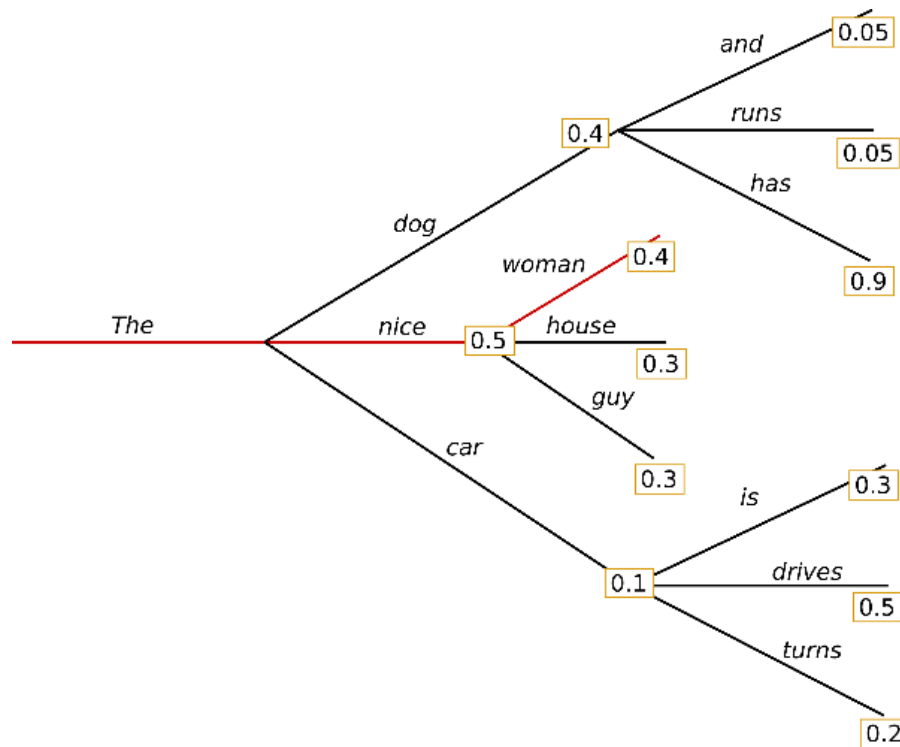 0.05
and
runs
0.4
0.05
has
dog
0.9
woman
0.4
The
nice
0.5
house
0.3
guy
car
0.3
is
0.3
0.1
drives
0.5
turns
0.2